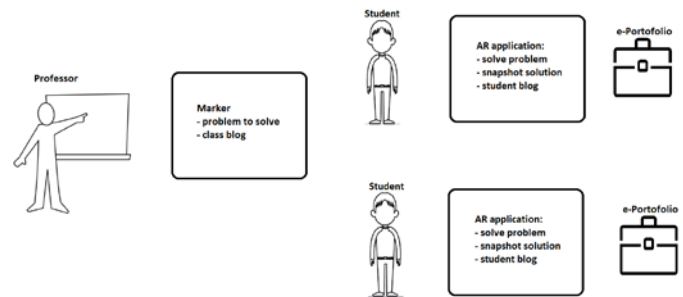 Professor
Marker
- problem to solve
- class blog
Student
AR application:
- solve problem
- snapshot solution
- student blog
e-Portofolio
Student
AR application:
- solve problem
- snapshot solution
- student blog
e-Portofolio